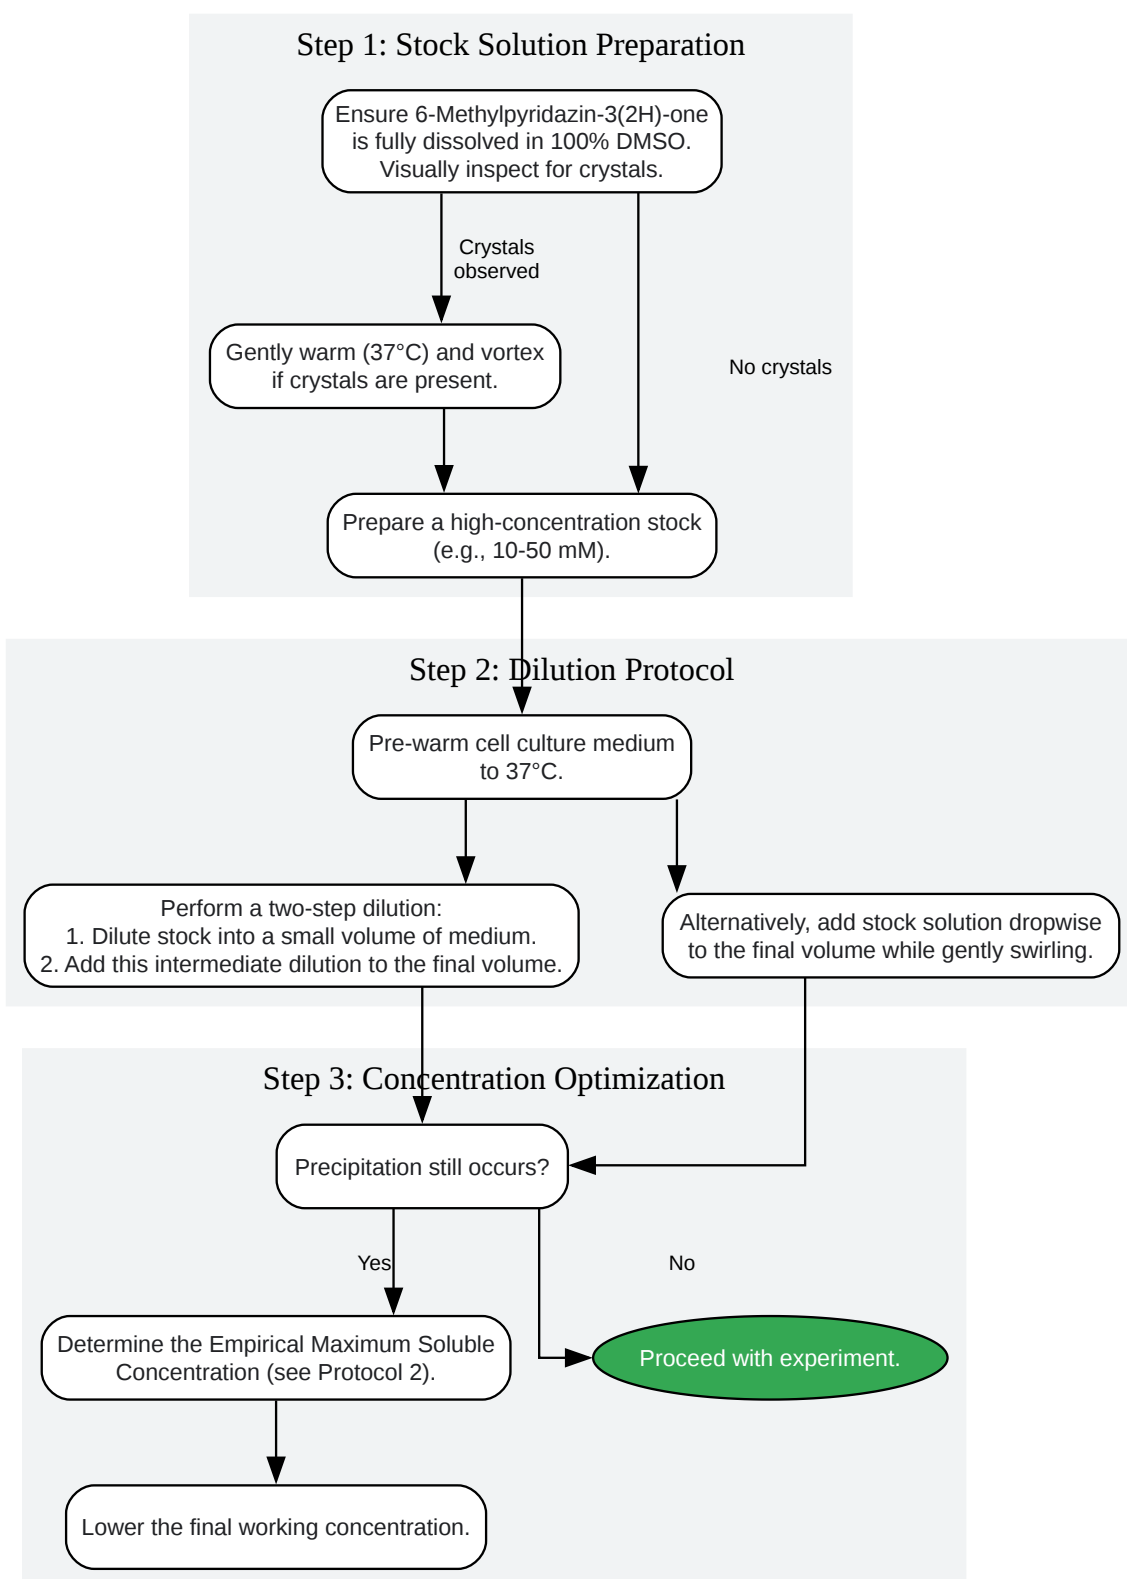 Step 1: Stock Solution Preparation
Ensure 6-Methylpyridazin-3(2H)-one
is fully dissolved in 100% DMSO.
Visually inspect for crystals.
Crystals
observed
Gently warm (37°C) and vortex
if crystals are present.
No crystals
Prepare a high-concentration stock
(e.g., 10-50 mM).
Step 2: Dilution Protocol
Pre-warm cell culture medium
to 37°C.
Perform a two-step dilution:
1. Dilute stock into a small volume of medium.
2. Add this intermediate dilution to the final volume.
Alternatively, add stock solution dropwise
to the final volume while gently swirling.
Step 3: Concentration Optimization
Precipitation still occurs?
Yes
No
Determine the Empirical Maximum Soluble
Concentration (see Protocol 2).
Proceed with experiment.
Lower the final working concentration.